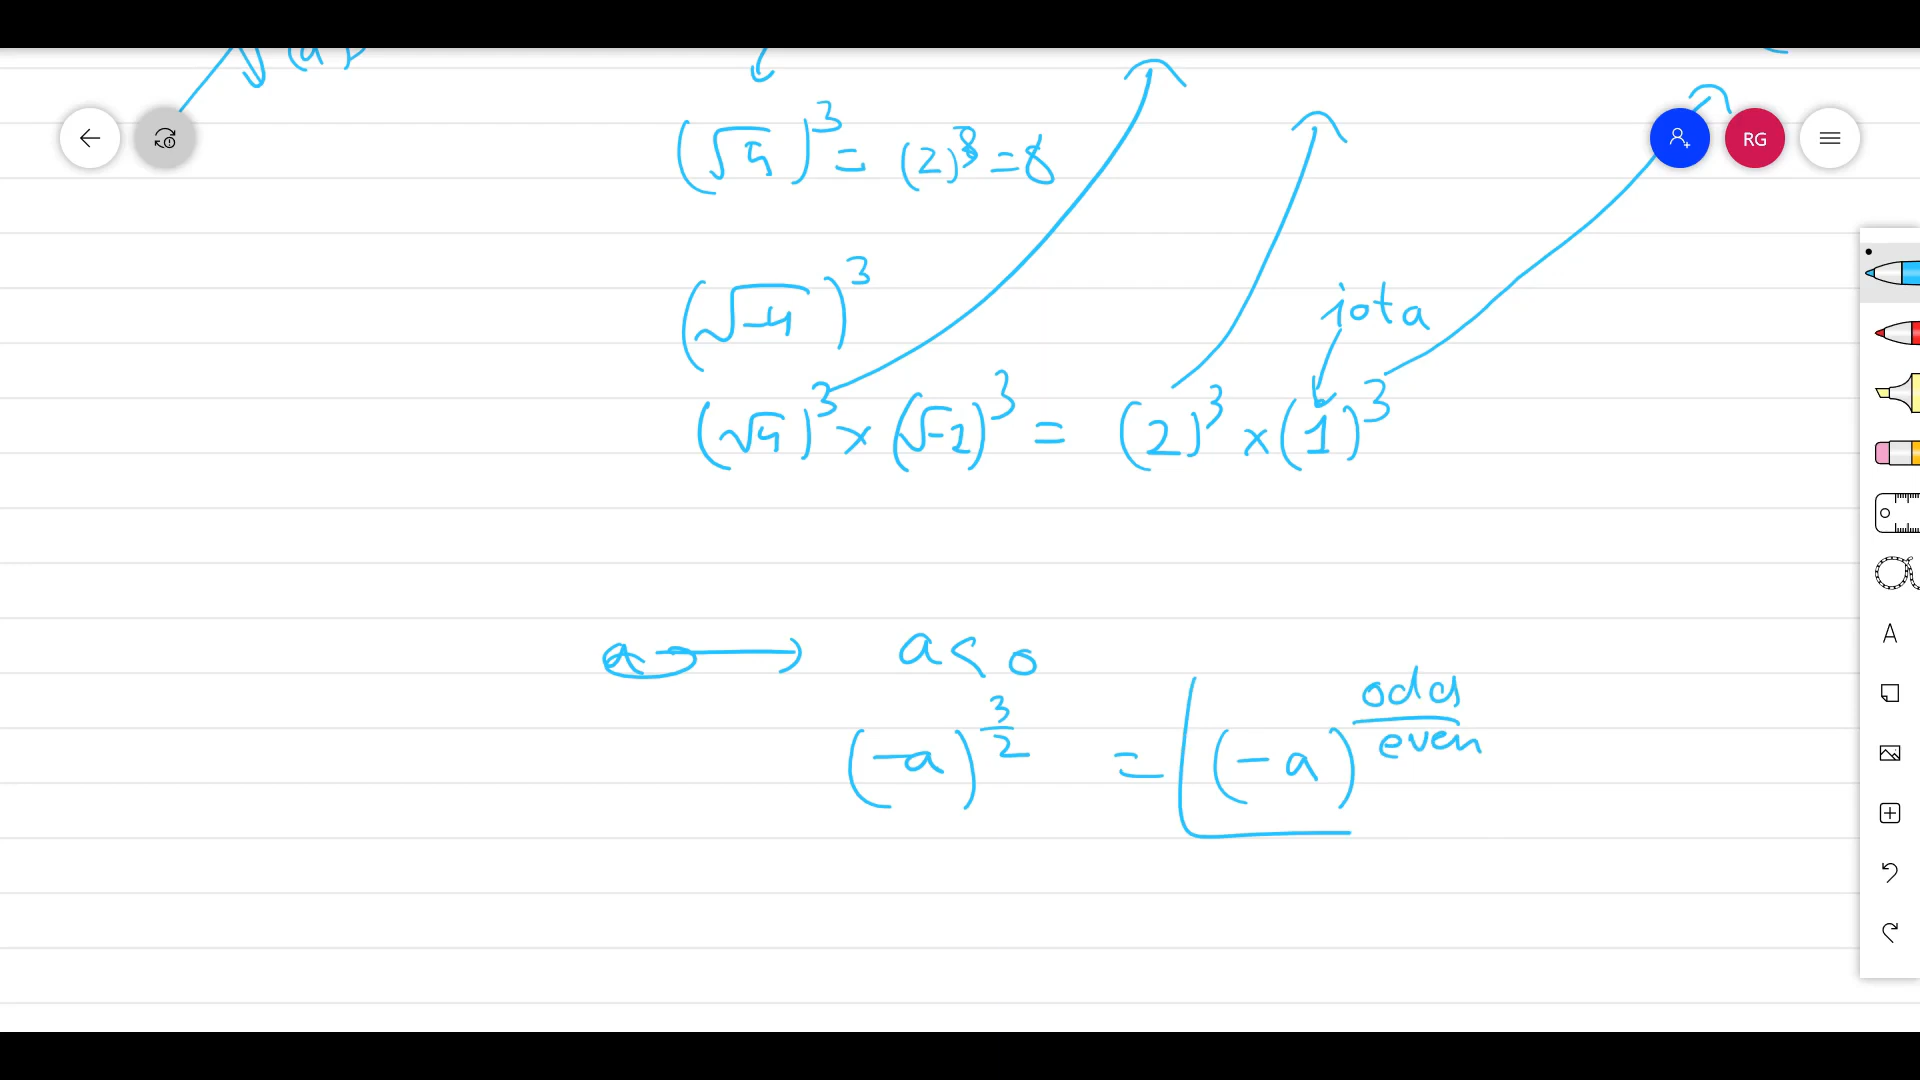 √(a)
(√4)³ = (2)³ = 8
RG
(√-4)³
iota
(√4)³ × (√-1)³ = (2)³ × (1)³
a → a < 0
(-a)^(3/2) = (-a)^(odd/even)
A